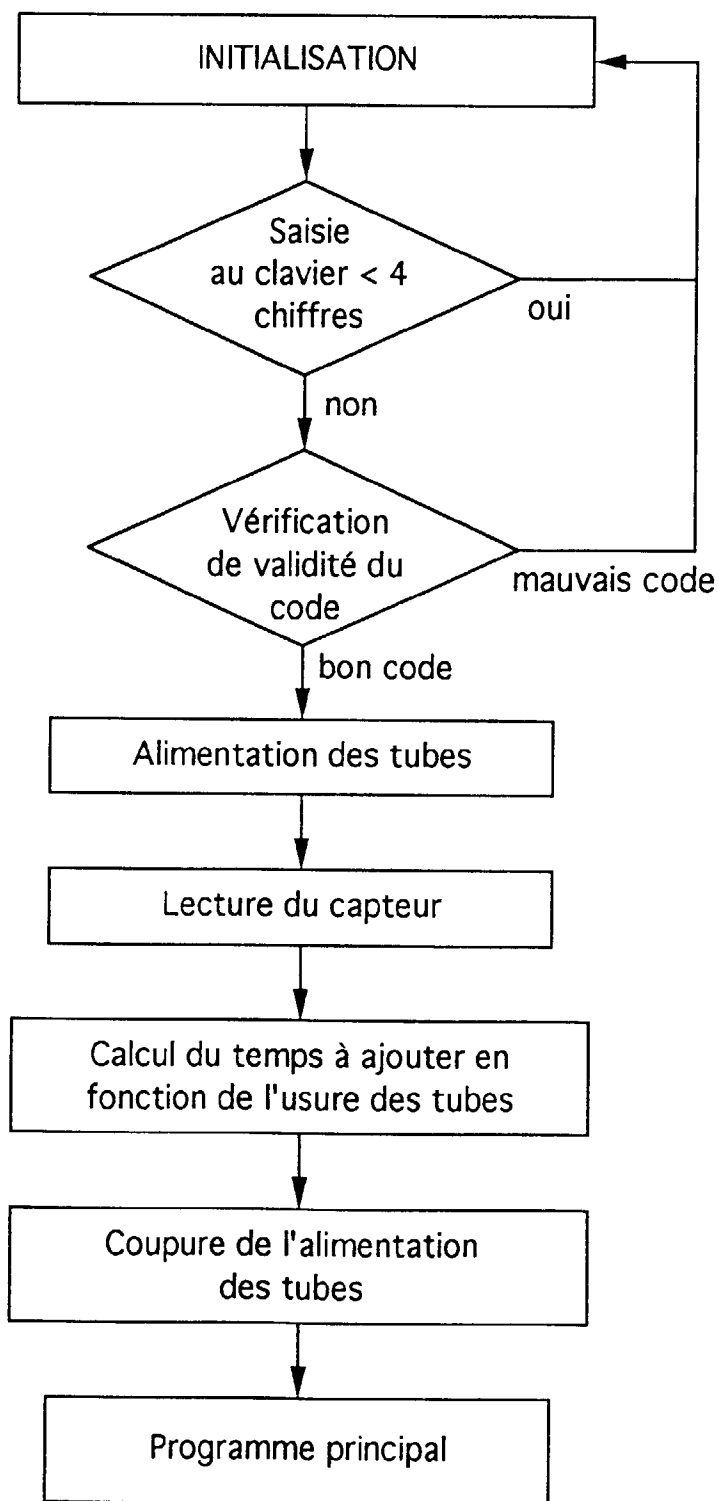 INITIALISATION
Saisie
au clavier < 4
chiffres
oui
non
Vérification
de validité du
code
mauvais code
bon code
Alimentation des tubes
Lecture du capteur
Calcul du temps à ajouter en
fonction de l'usure des tubes
Coupure de l'alimentation
des tubes
Programme principal